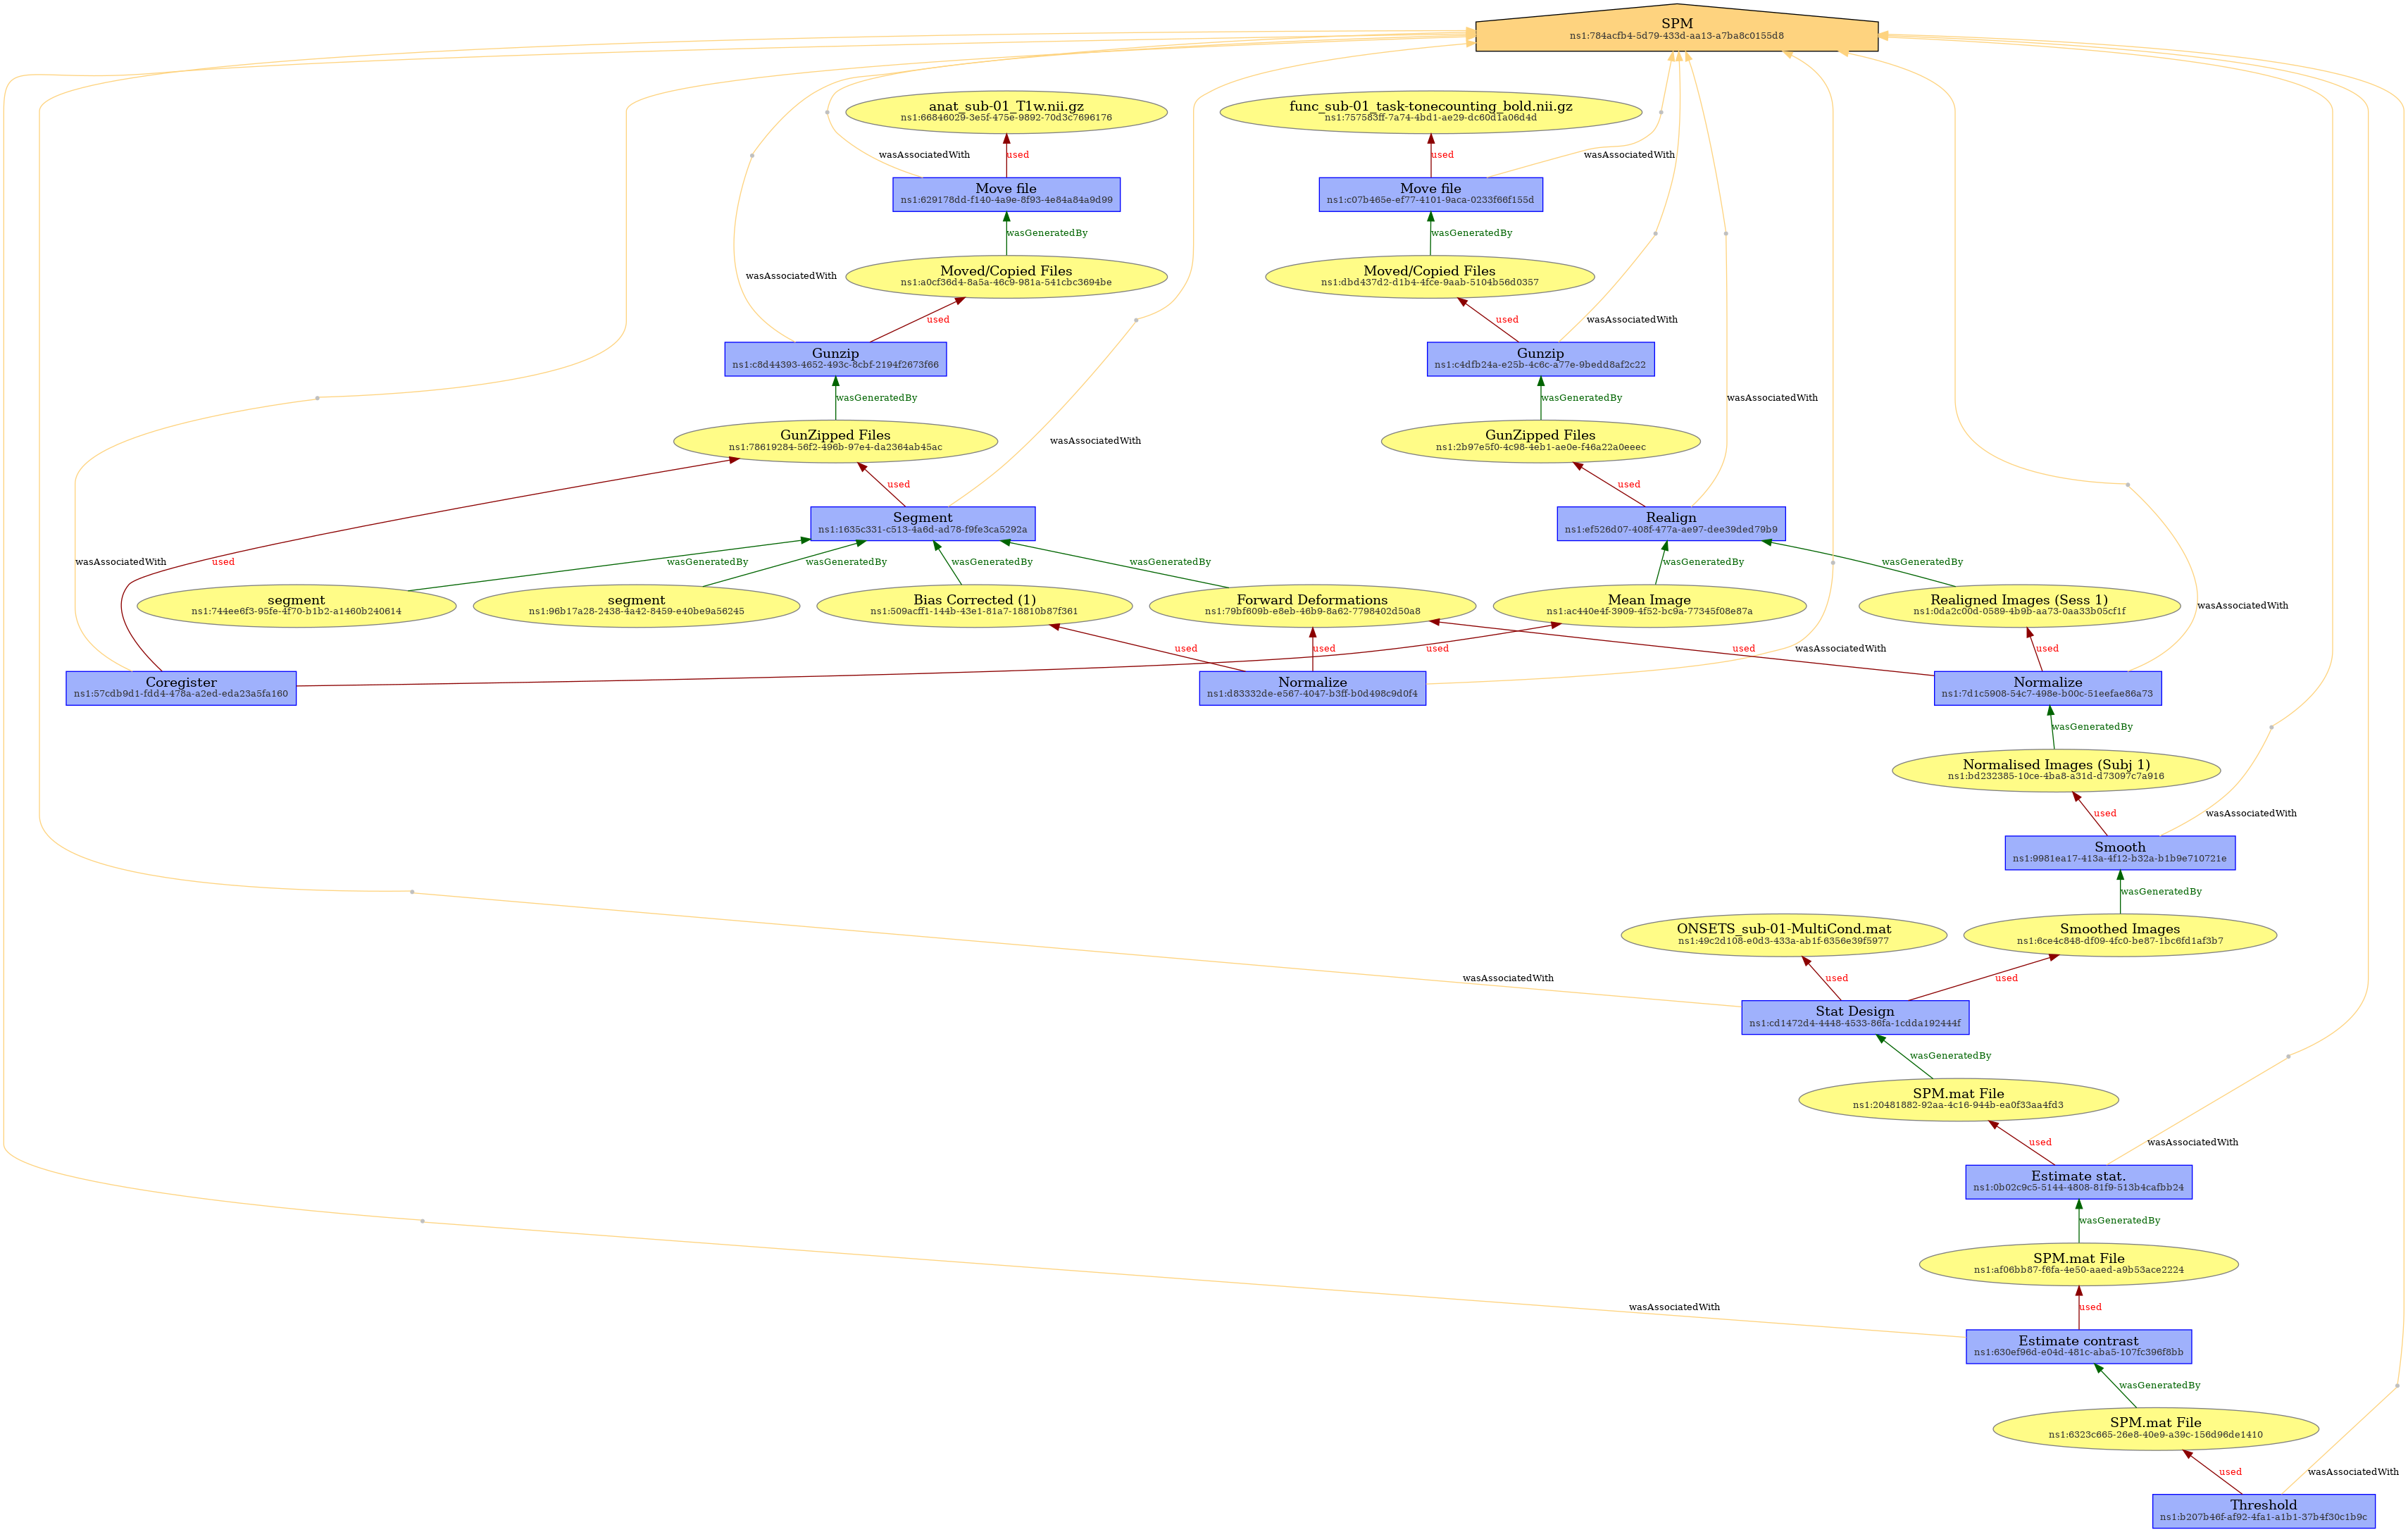 SPM
ns1:784acfb4-5d79-433d-aa13-a7ba8c0155d8
anat_sub-01_T1w.nii.gz
ns1:66846029-3e5f-475e-9892-70d3c7696176
func_sub-01_task-tonecounting_bold.nii.gz
ns1:757583ff-7a74-4bd1-ae29-dc60d1a06d4d
wasAssociatedWith
used
used
wasAssociatedWith
Move file
ns1:629178dd-f140-4a9e-8f93-4e84a84a9d99
Move file
ns1:c07b465e-ef77-4101-9aca-0233f66f155d
wasGeneratedBy
wasGeneratedBy
wasAssociatedWith
Moved/Copied Files
ns1:a0cf36d4-8a5a-46c9-981a-541cbc3694be
Moved/Copied Files
ns1:dbd437d2-d1b4-4fce-9aab-5104b56d0357
used
used
wasAssociatedWith
Gunzip
ns1:c8d44393-4652-493c-8cbf-2194f2673f66
Gunzip
ns1:c4dfb24a-e25b-4c6c-a77e-9bedd8af2c22
wasGeneratedBy
wasGeneratedBy
wasAssociatedWith
GunZipped Files
ns1:78619284-56f2-496b-97e4-da2364ab45ac
wasAssociatedWith
GunZipped Files
ns1:2b97e5f0-4c98-4eb1-ae0e-f46a22a0eeec
used
used
Segment
ns1:1635c331-c513-4a6d-ad78-f9fe3ca5292a
Realign
ns1:ef526d07-408f-477a-ae97-dee39ded79b9
wasAssociatedWith
used
wasGeneratedBy
wasGeneratedBy
wasGeneratedBy
wasGeneratedBy
wasGeneratedBy
wasGeneratedBy
segment
ns1:744ee6f3-95fe-4f70-b1b2-a1460b240614
segment
ns1:96b17a28-2438-4a42-8459-e40be9a56245
Bias Corrected (1)
ns1:509acff1-144b-43e1-81a7-18810b87f361
Forward Deformations
ns1:79bf609b-e8eb-46b9-8a62-7798402d50a8
Mean Image
ns1:ac440e4f-3909-4f52-bc9a-77345f08e87a
Realigned Images (Sess 1)
ns1:0da2c00d-0589-4b9b-aa73-0aa33b05cf1f
wasAssociatedWith
used
used
used
used
wasAssociatedWith
used
Coregister
ns1:57cdb9d1-fdd4-478a-a2ed-eda23a5fa160
Normalize
ns1:d83332de-e567-4047-b3ff-b0d498c9d0f4
Normalize
ns1:7d1c5908-54c7-498e-b00c-51eefae86a73
wasGeneratedBy
Normalised Images (Subj 1)
ns1:bd232385-10ce-4ba8-a31d-d73097c7a916
used
wasAssociatedWith
Smooth
ns1:9981ea17-413a-4f12-b32a-b1b9e710721e
wasGeneratedBy
ONSETS_sub-01-MultiCond.mat
ns1:49c2d108-e0d3-433a-ab1f-6356e39f5977
Smoothed Images
ns1:6ce4c848-df09-4fc0-be87-1bc6fd1af3b7
wasAssociatedWith
used
used
Stat Design
ns1:cd1472d4-4448-4533-86fa-1cdda192444f
wasGeneratedBy
SPM.mat File
ns1:20481882-92aa-4c16-944b-ea0f33aa4fd3
used
wasAssociatedWith
Estimate stat.
ns1:0b02c9c5-5144-4808-81f9-513b4cafbb24
wasGeneratedBy
SPM.mat File
ns1:af06bb87-f6fa-4e50-aaed-a9b53ace2224
wasAssociatedWith
used
Estimate contrast
ns1:630ef96d-e04d-481c-aba5-107fc396f8bb
wasGeneratedBy
SPM.mat File
ns1:6323c665-26e8-40e9-a39c-156d96de1410
used
wasAssociatedWith
Threshold
ns1:b207b46f-af92-4fa1-a1b1-37b4f30c1b9c